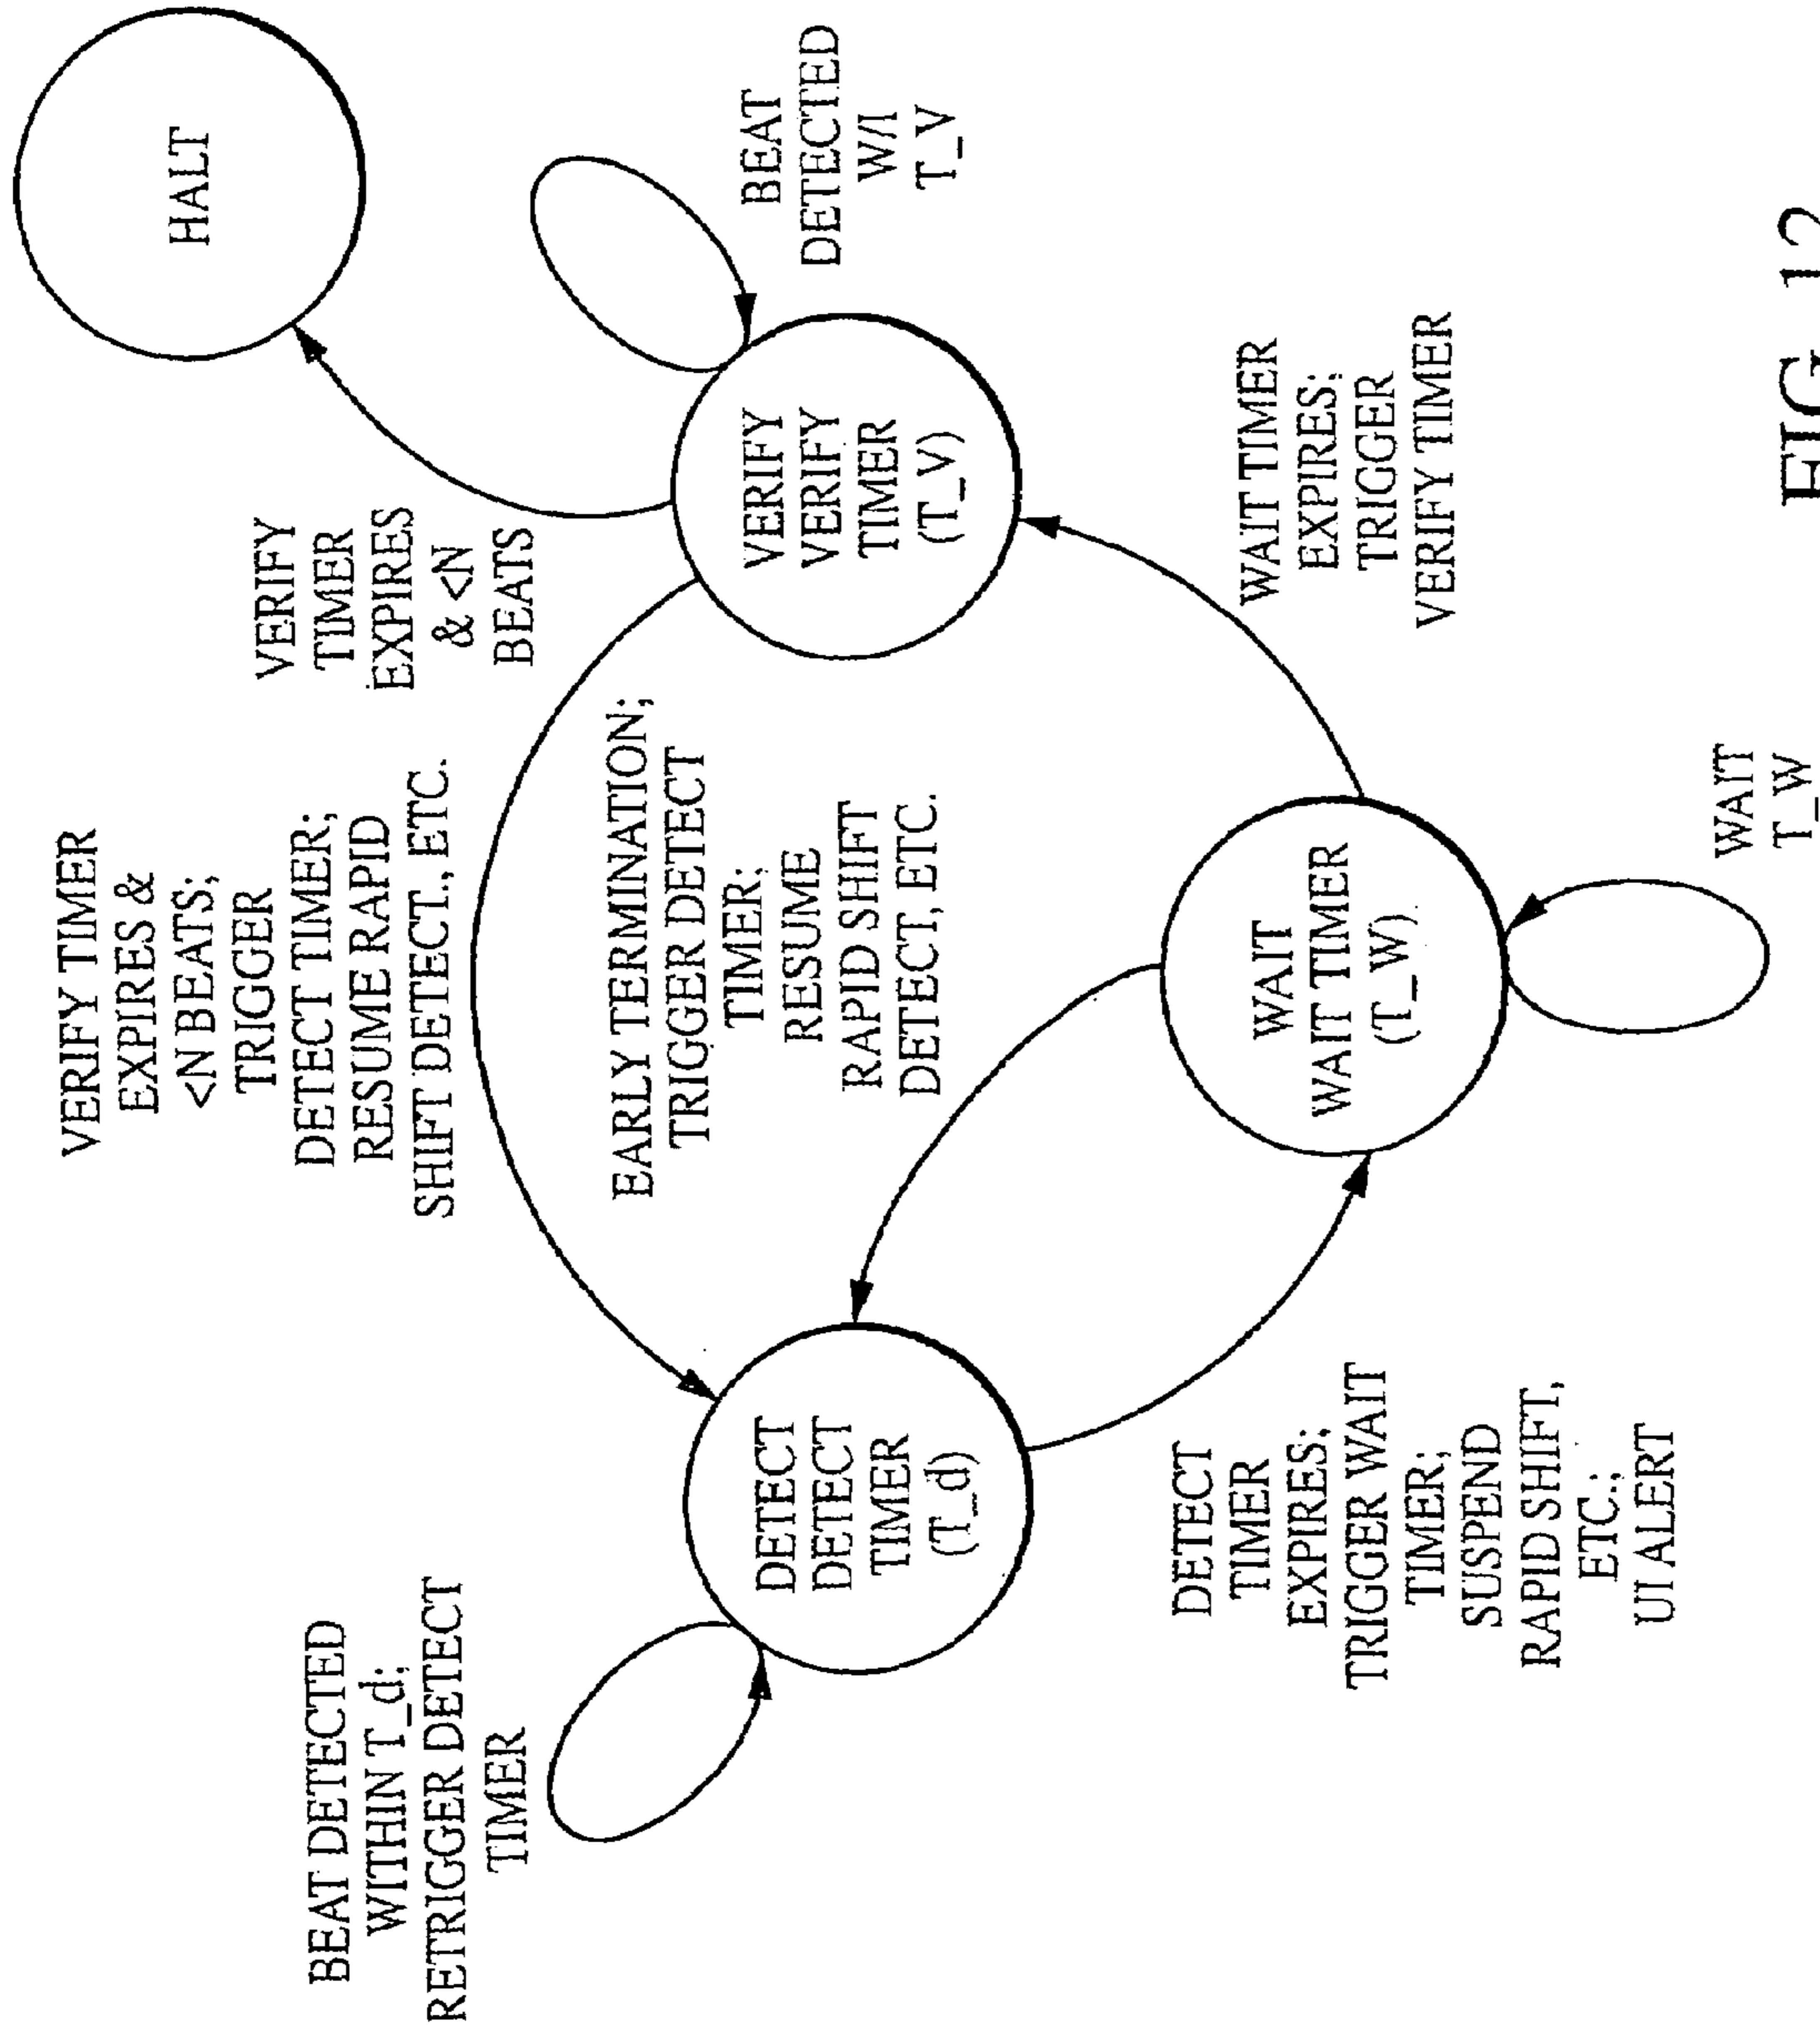 HALT
VERIFY
TIMER
EXPIRES
& <N
BEATS
BEAT
DETECTED
W/I
T_V
VERIFY TIMER
EXPIRES &
<N BEATS;
TRIGGER
DETECT TIMER;
RESUME RAPID
SHIFT DETECT., ETC.
VERIFY
VERIFY
TIMER
(T_V)
EARLY TERMINATION;
TRIGGER DETECT
TIMER;
RESUME
RAPID SHIFT
DETECT, ETC.
BEAT DETECTED
WITHIN T_d;
RETRIGGER DETECT
TIMER
DETECT
DETECT
TIMER
(T_d)
WAIT TIMER
EXPIRES;
TRIGGER
VERIFY TIMER
WAIT
WAIT TIMER
(T_W)
DETECT
TIMER
EXPIRES;
TRIGGER WAIT
TIMER;
SUSPEND
RAPID SHIFT,
ETC.;
UI ALERT
WAIT
T_W
FIG. 12